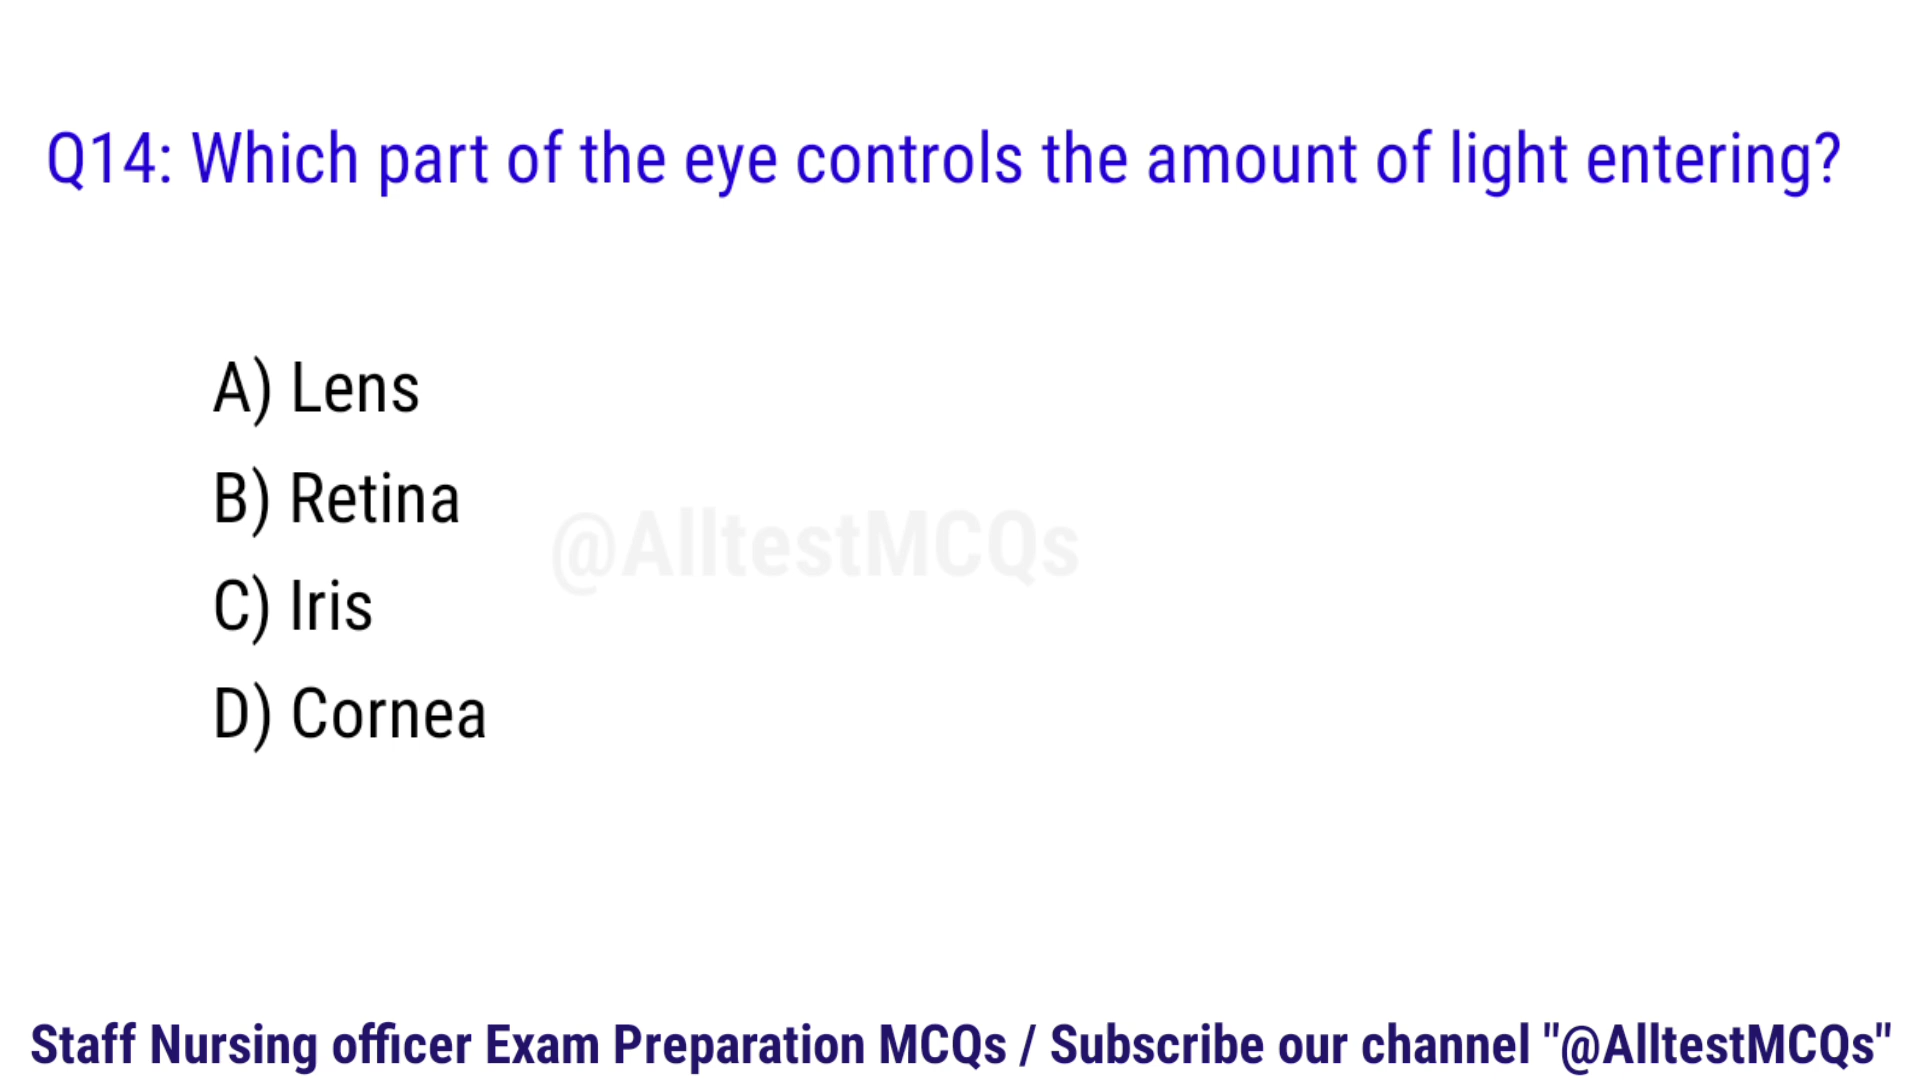 Q14: Which part of the eye controls the amount of light entering?
A) Lens
B) Retina
@AlltestMCQs
C) Iris
D) Cornea
Staff Nursing officer Exam Preparation MCQs / Subscribe our channel "@AlltestMCQs"